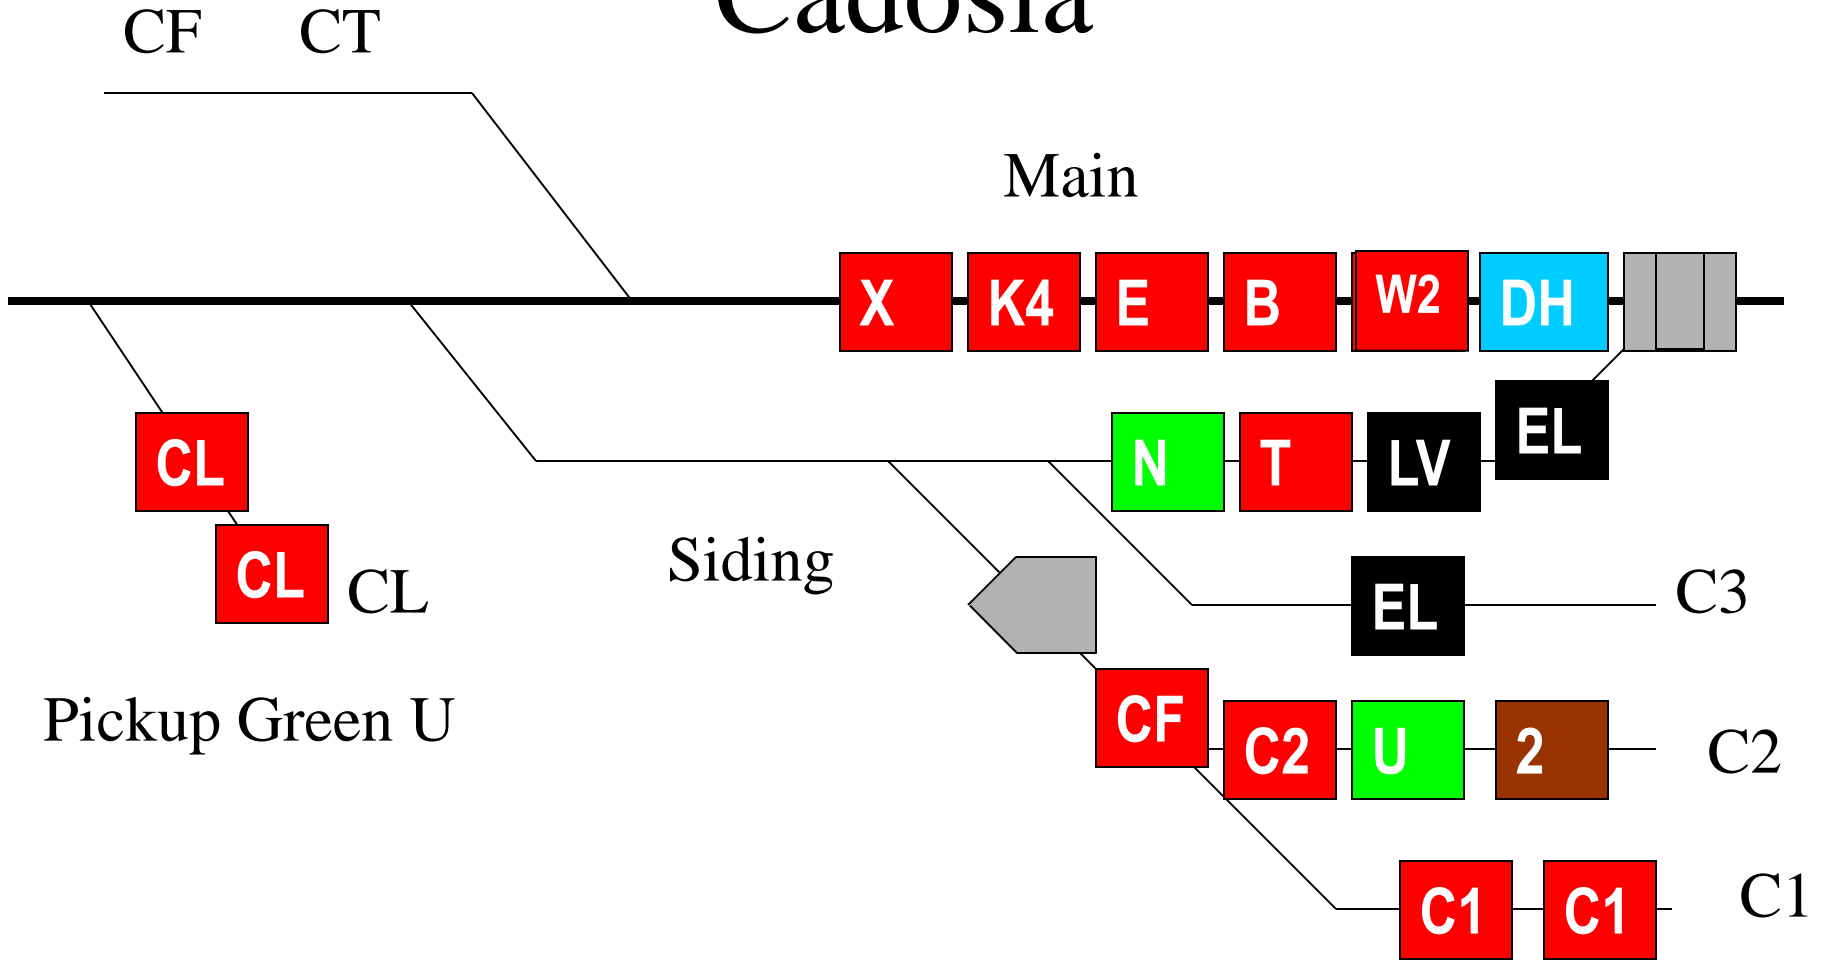 Cadosia
CF CT
Main
X K4 E B W2 DH
N T LV EL
CL
Siding
CL CL
EL C3
Pickup Green U
CF C2 U 2 C2
C1 C1 C1